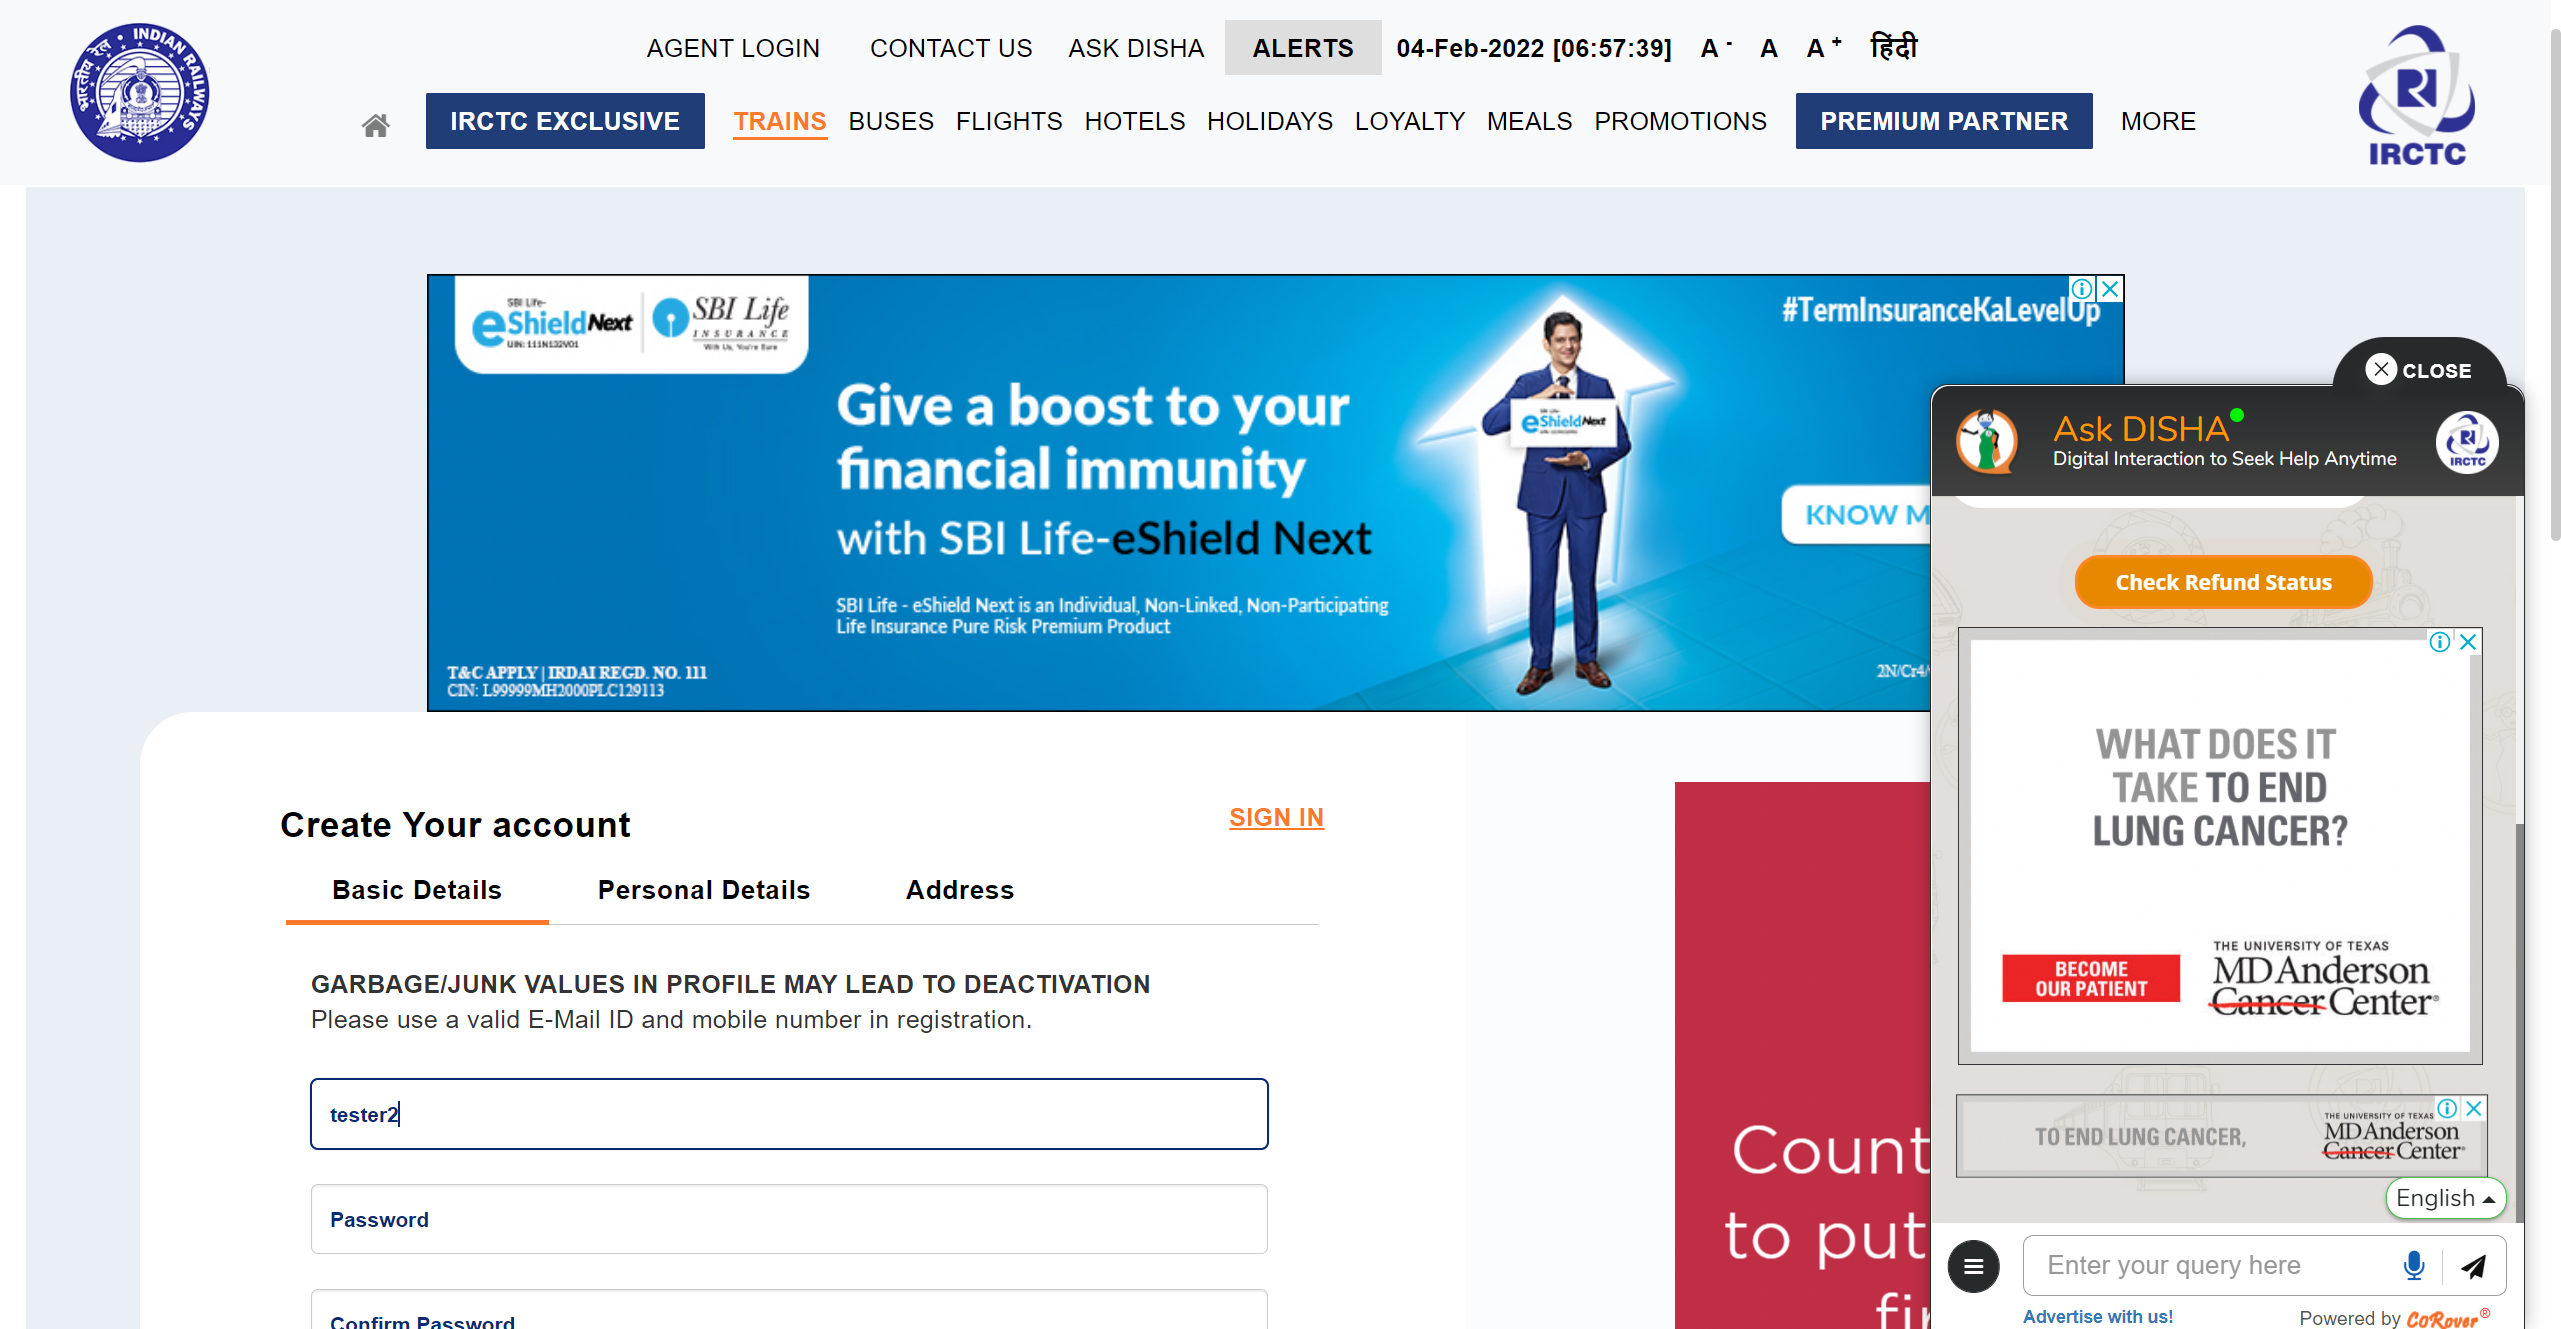 भारतीय रेल • INDIAN RAILWAYS
AGENT LOGIN CONTACT US ASK DISHA ALERTS 04-Feb-2022 [06:57:39] A - A A + हिंदी
IRCTC EXCLUSIVE TRAINS BUSES FLIGHTS HOTELS HOLIDAYS LOYALTY MEALS PROMOTIONS PREMIUM PARTNER MORE
IRCTC
SBI Life-
eShield Next
UIN: 111N132V01
SBI Life
INSURANCE
With Us, You're Sure
#TermInsuranceKaLevelUp
Give a boost to your
financial immunity
with SBI Life-eShield Next
SBI Life - eShield Next is an Individual, Non-Linked, Non-Participating
Life Insurance Pure Risk Premium Product
T&C APPLY | IRDAI REGD. NO. 111
CIN: L99999MH2000PLC129113
eShield Next
KNOW M
2N/Cr4/
Create Your account
SIGN IN
Basic Details Personal Details Address
GARBAGE/JUNK VALUES IN PROFILE MAY LEAD TO DEACTIVATION
Please use a valid E-Mail ID and mobile number in registration.
tester2
Password
Confirm Password
Count
to put
fir
CLOSE
Ask DISHA
Digital Interaction to Seek Help Anytime
IRCTC
Check Refund Status
WHAT DOES IT
TAKE TO END
LUNG CANCER?
BECOME
OUR PATIENT
THE UNIVERSITY OF TEXAS
MD Anderson
Cancer Center®
TO END LUNG CANCER,
THE UNIVERSITY OF TEXAS
MD Anderson
Cancer Center®
English
Enter your query here
Advertise with us!
Powered by CoRover®